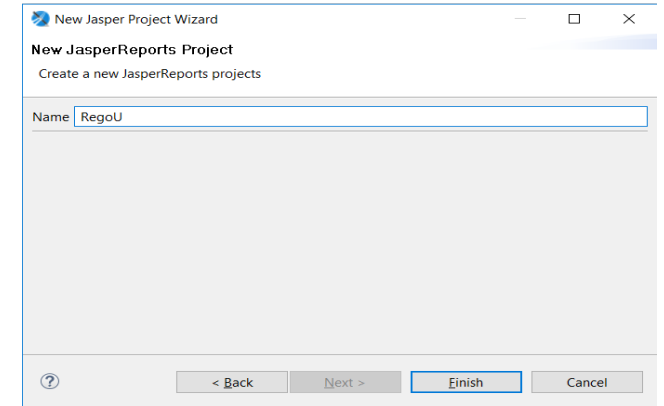 New Jasper Project Wizard
New JasperReports Project
Create a new JasperReports projects
Name RegoU
? < Back Next > Finish Cancel